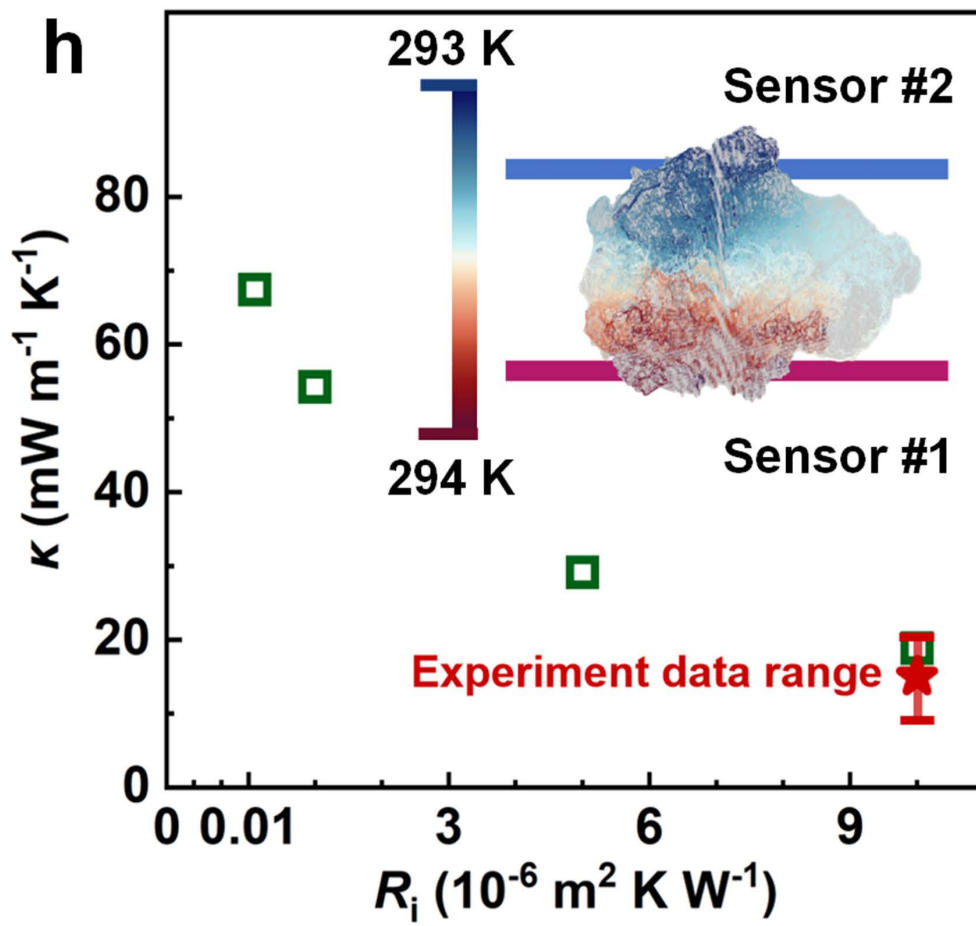 h
293 K
Sensor #2
294 K
Sensor #1
Experiment data range
80
60
40
20
0
0 0.01 3 6 9
κ (mW m⁻¹ K⁻¹)
Rᵢ (10⁻⁶ m² K W⁻¹)